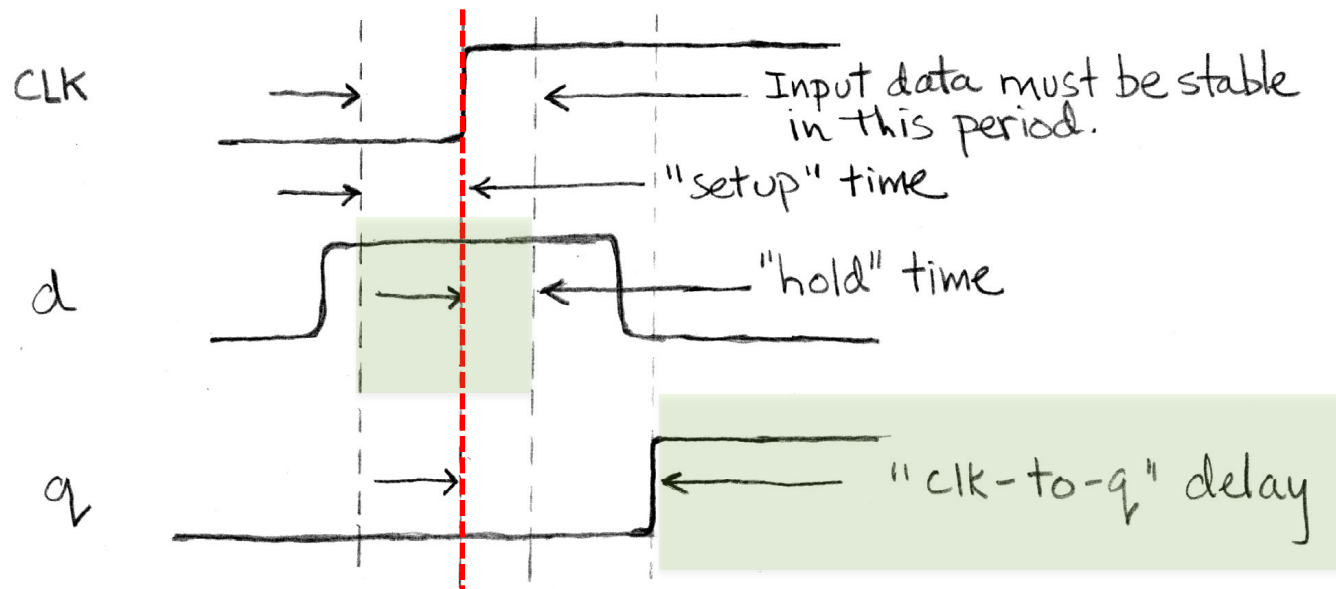 CLK
Input data must be stable
in this period.
"setup" time
d
"hold" time
q
"clk-to-q" delay